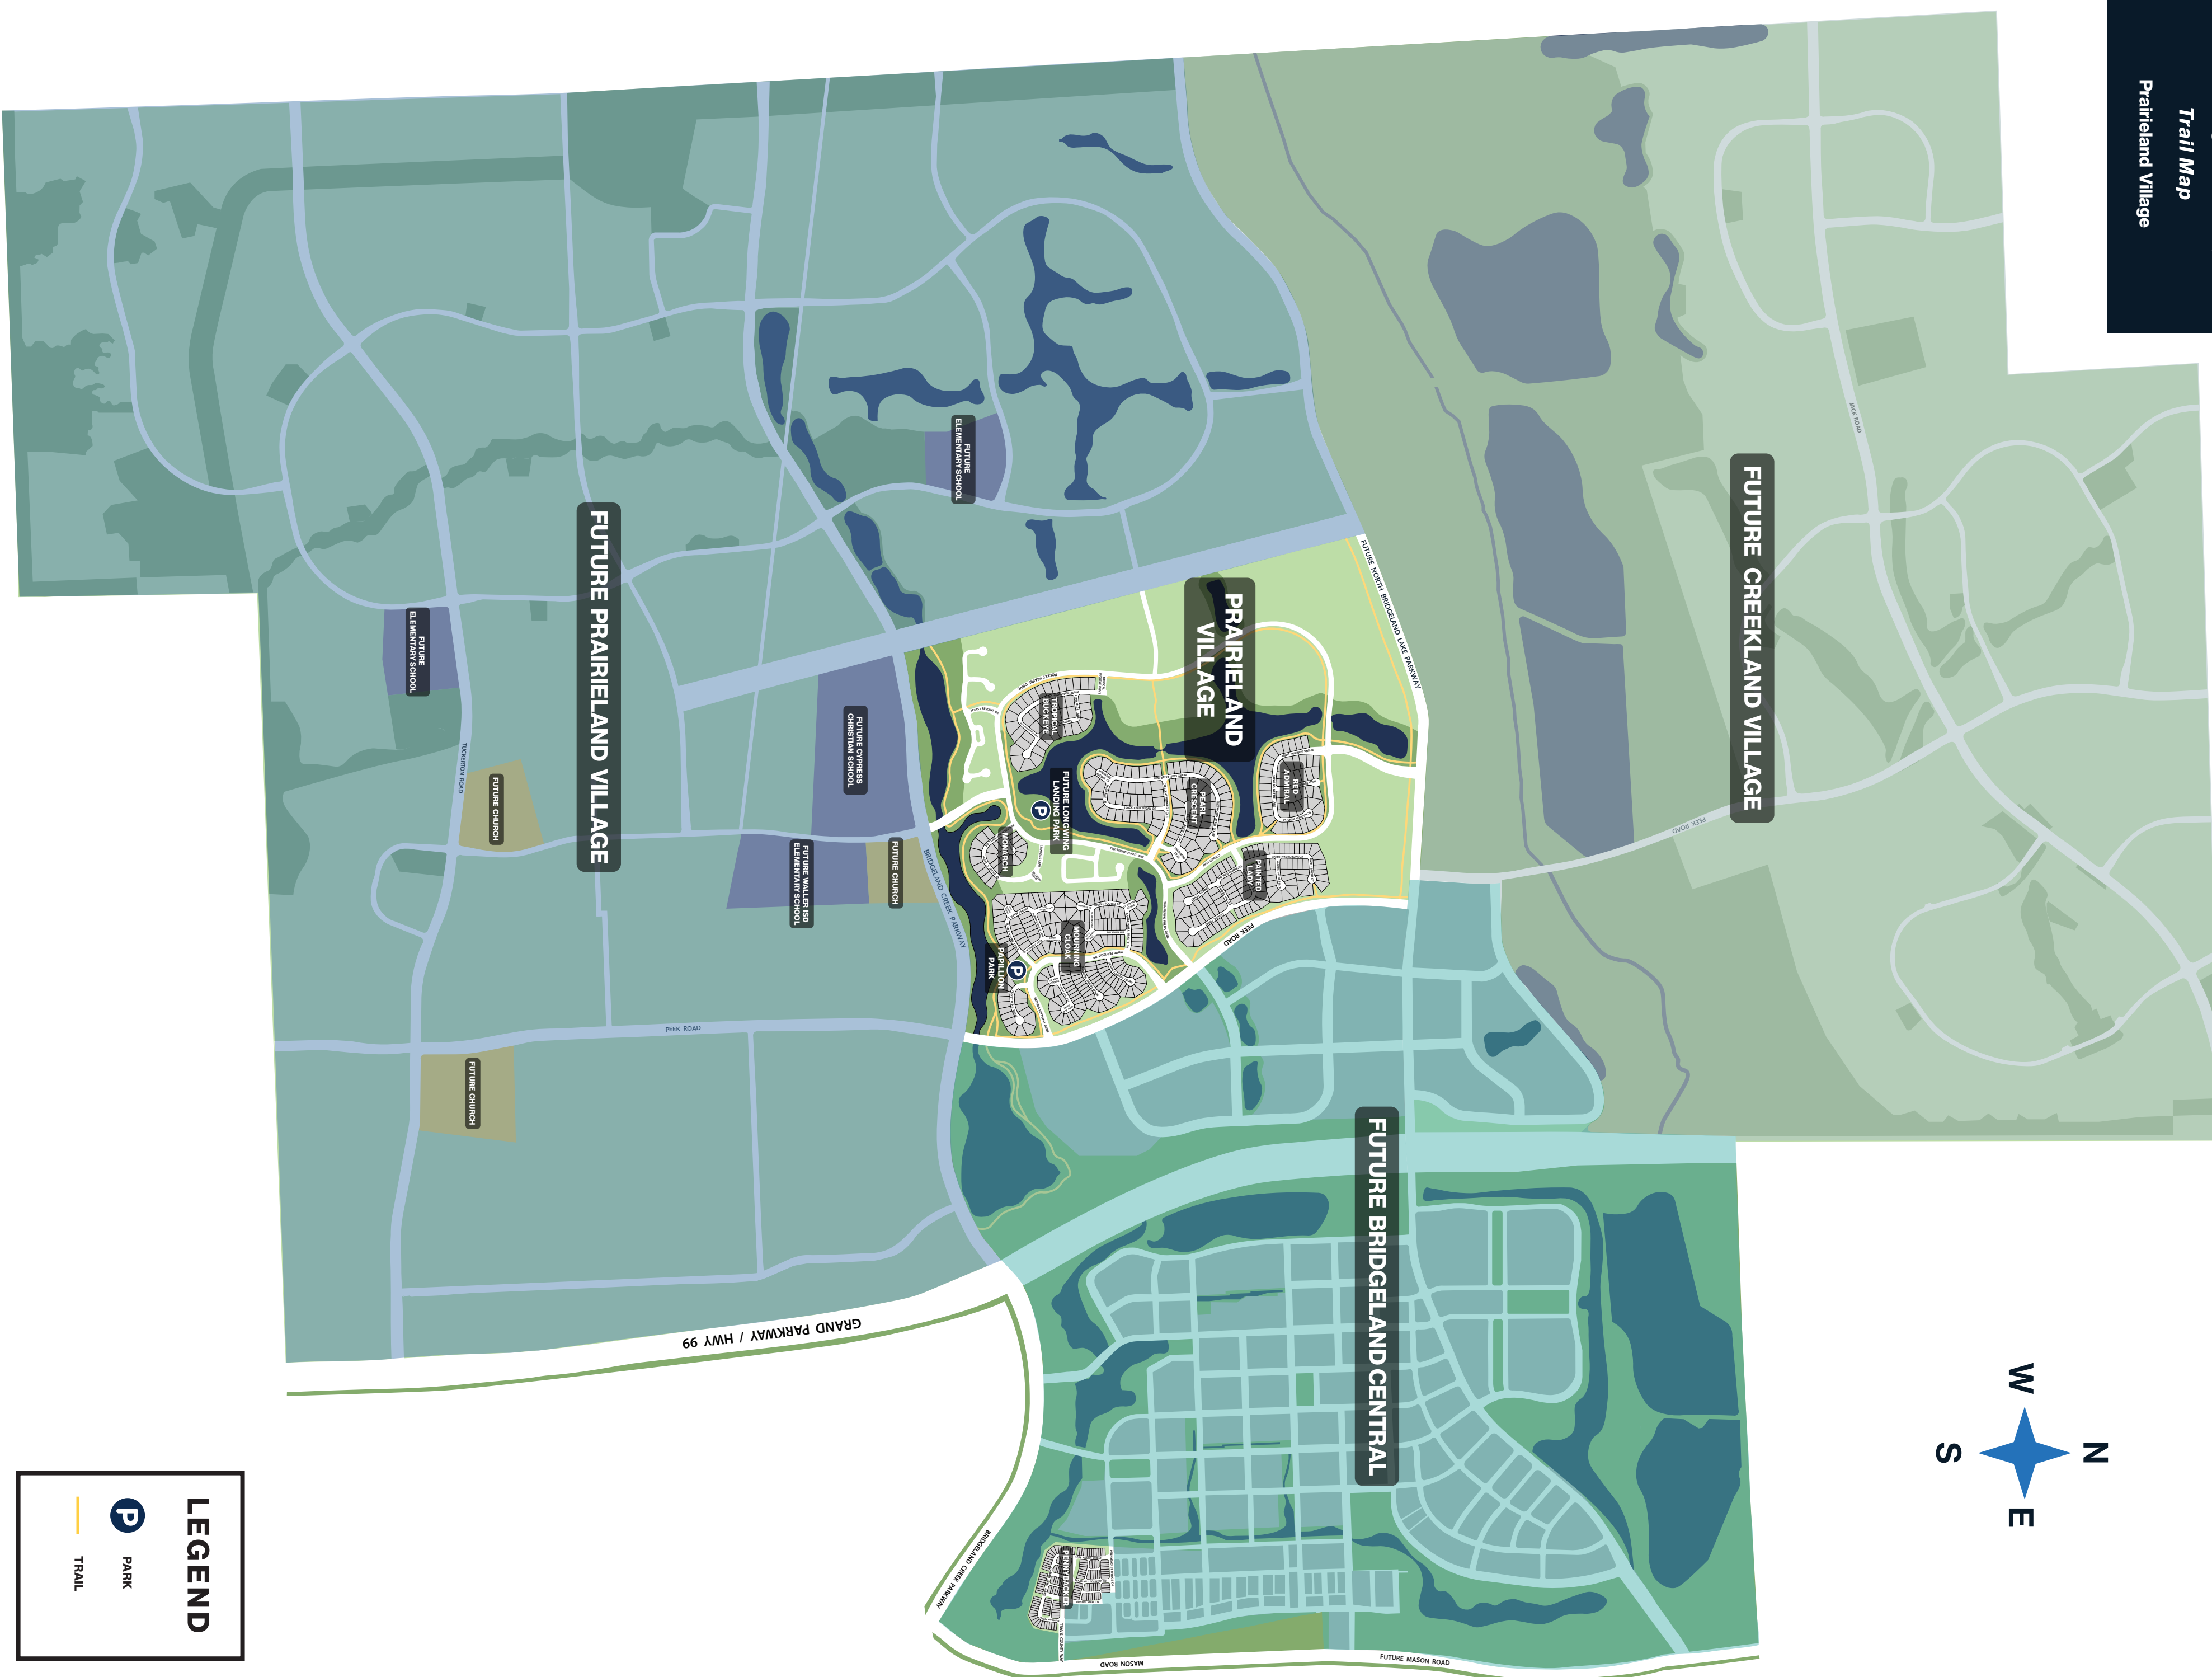 Trail Map
Prairieland Village
JACK ROAD
FUTURE CREEKLAND VILLAGE
PEEK ROAD
FUTURE NORTH BRIDGELAND LAKE PARKWAY
PRAIRIELAND
VILLAGE
FUTURE
ELEMENTARY SCHOOL
FUTURE PRAIRIELAND VILLAGE
FUTURE
ELEMENTARY SCHOOL
TUCKERTON ROAD
FUTURE CHURCH
FUTURE CYPRESS
CHRISTIAN SCHOOL
FUTURE WALLER ISD
ELEMENTARY SCHOOL
FUTURE CHURCH
BRIDGELAND CREEK PARKWAY
TROPICAL
BUCKEYE
RED
ADMIRAL
PEARL
CRESCENT
FUTURE LONGWING
LANDING PARK
P
MONARCH
PAINTED
LADY
PEEK ROAD
MOURNING
CLOAK
PAPILLION
PARK
P
PEEK ROAD
FUTURE CHURCH
FUTURE BRIDGELAND CENTRAL
GRAND PARKWAY / HWY 99
BRIDGELAND CREEK PARKWAY
PENNYBACKER
MASON ROAD
FUTURE MASON ROAD
N
W
E
S
LEGEND
P PARK
TRAIL